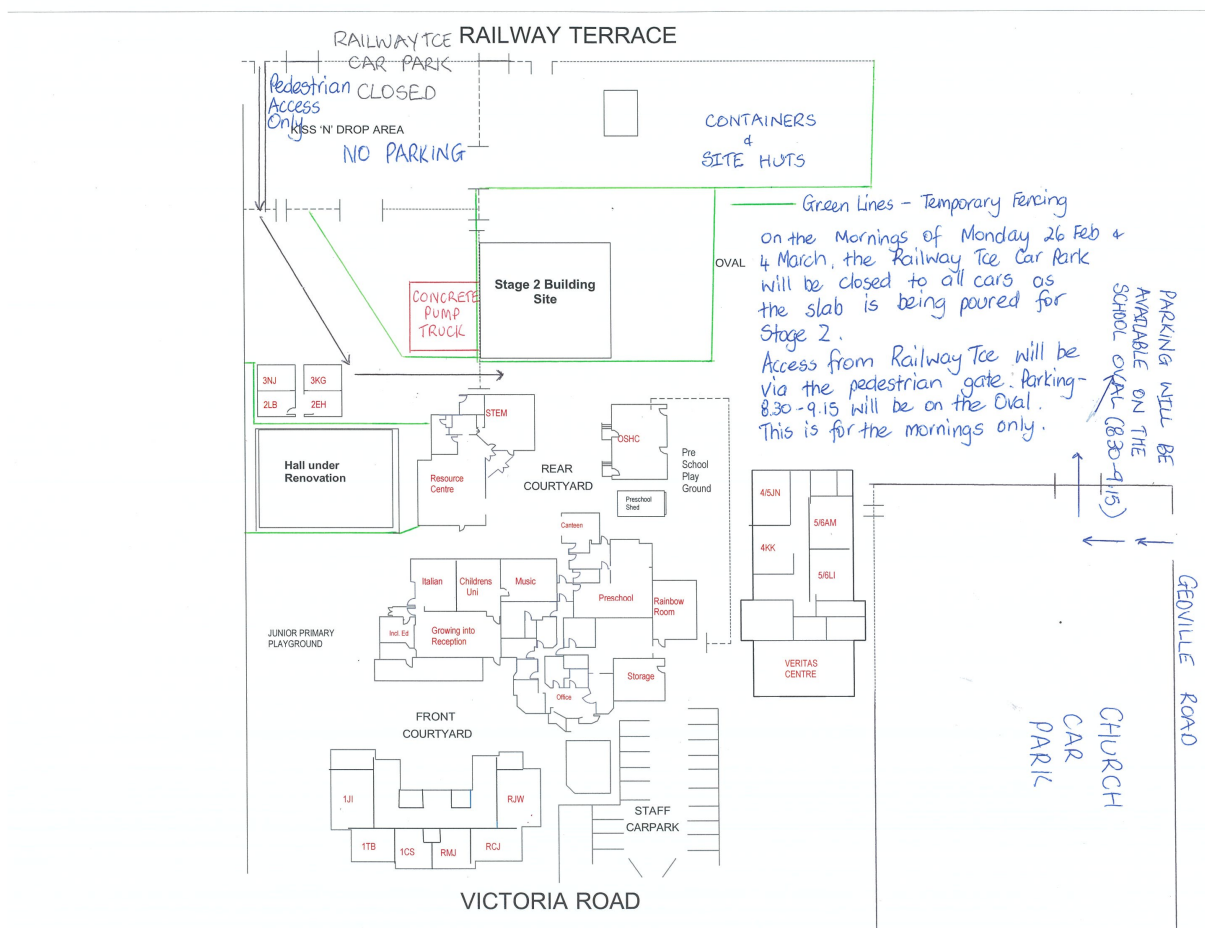 RAILWAY TERRACE
RAILWAY TCE
CAR PARK
CLOSED
Pedestrian
Access
Only
KISS 'N' DROP AREA
NO PARKING
CONTAINERS
&
SITE HUTS
Green Lines - Temporary Fencing
On the Mornings of Monday 26 Feb &
4 March, the Railway Tce Car Park
will be closed to all cars as
the slab is being poured for
Stage 2.
Access from Railway Tce will be
via the pedestrian gate. Parking-
8.30-9.15 will be on the Oval.
This is for the mornings only.
OVAL
Stage 2 Building
Site
CONCRETE
PUMP
TRUCK
PARKING WILL BE
AVAILABLE ON THE
SCHOOL OVAL (8.30-9.15)
3NJ
3KG
2LB
2EH
STEM
OSHC
Hall under
Renovation
Resource
Centre
REAR
COURTYARD
Pre
School
Play
Ground
Preschool
Shed
4/5JN
5/6AM
4KK
5/6LI
Canteen
Italian
Childrens
Uni
Music
Preschool
Rainbow
Room
Incl. Ed
Growing into
Reception
JUNIOR PRIMARY
PLAYGROUND
VERITAS
CENTRE
Storage
Office
GEOVILLE ROAD
FRONT
COURTYARD
CHURCH
CAR
PARK
1JI
RJW
STAFF
CARPARK
1TB
1CS
RMJ
RCJ
VICTORIA ROAD